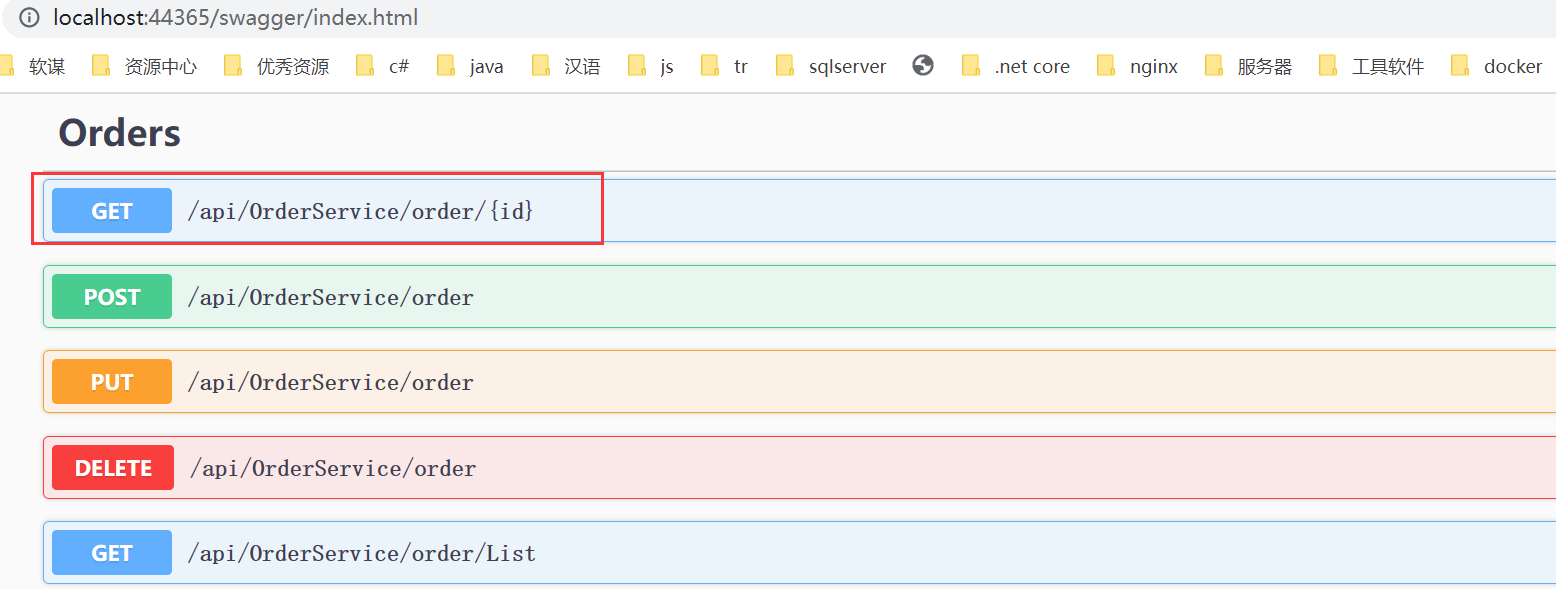 localhost:44365/swagger/index.html
软谋 资源中心 优秀资源 c# java 汉语 js tr sqlserver .net core nginx 服务器 工具软件 docker
Orders
GET /api/OrderService/order/{id}
POST /api/OrderService/order
PUT /api/OrderService/order
DELETE /api/OrderService/order
GET /api/OrderService/order/List